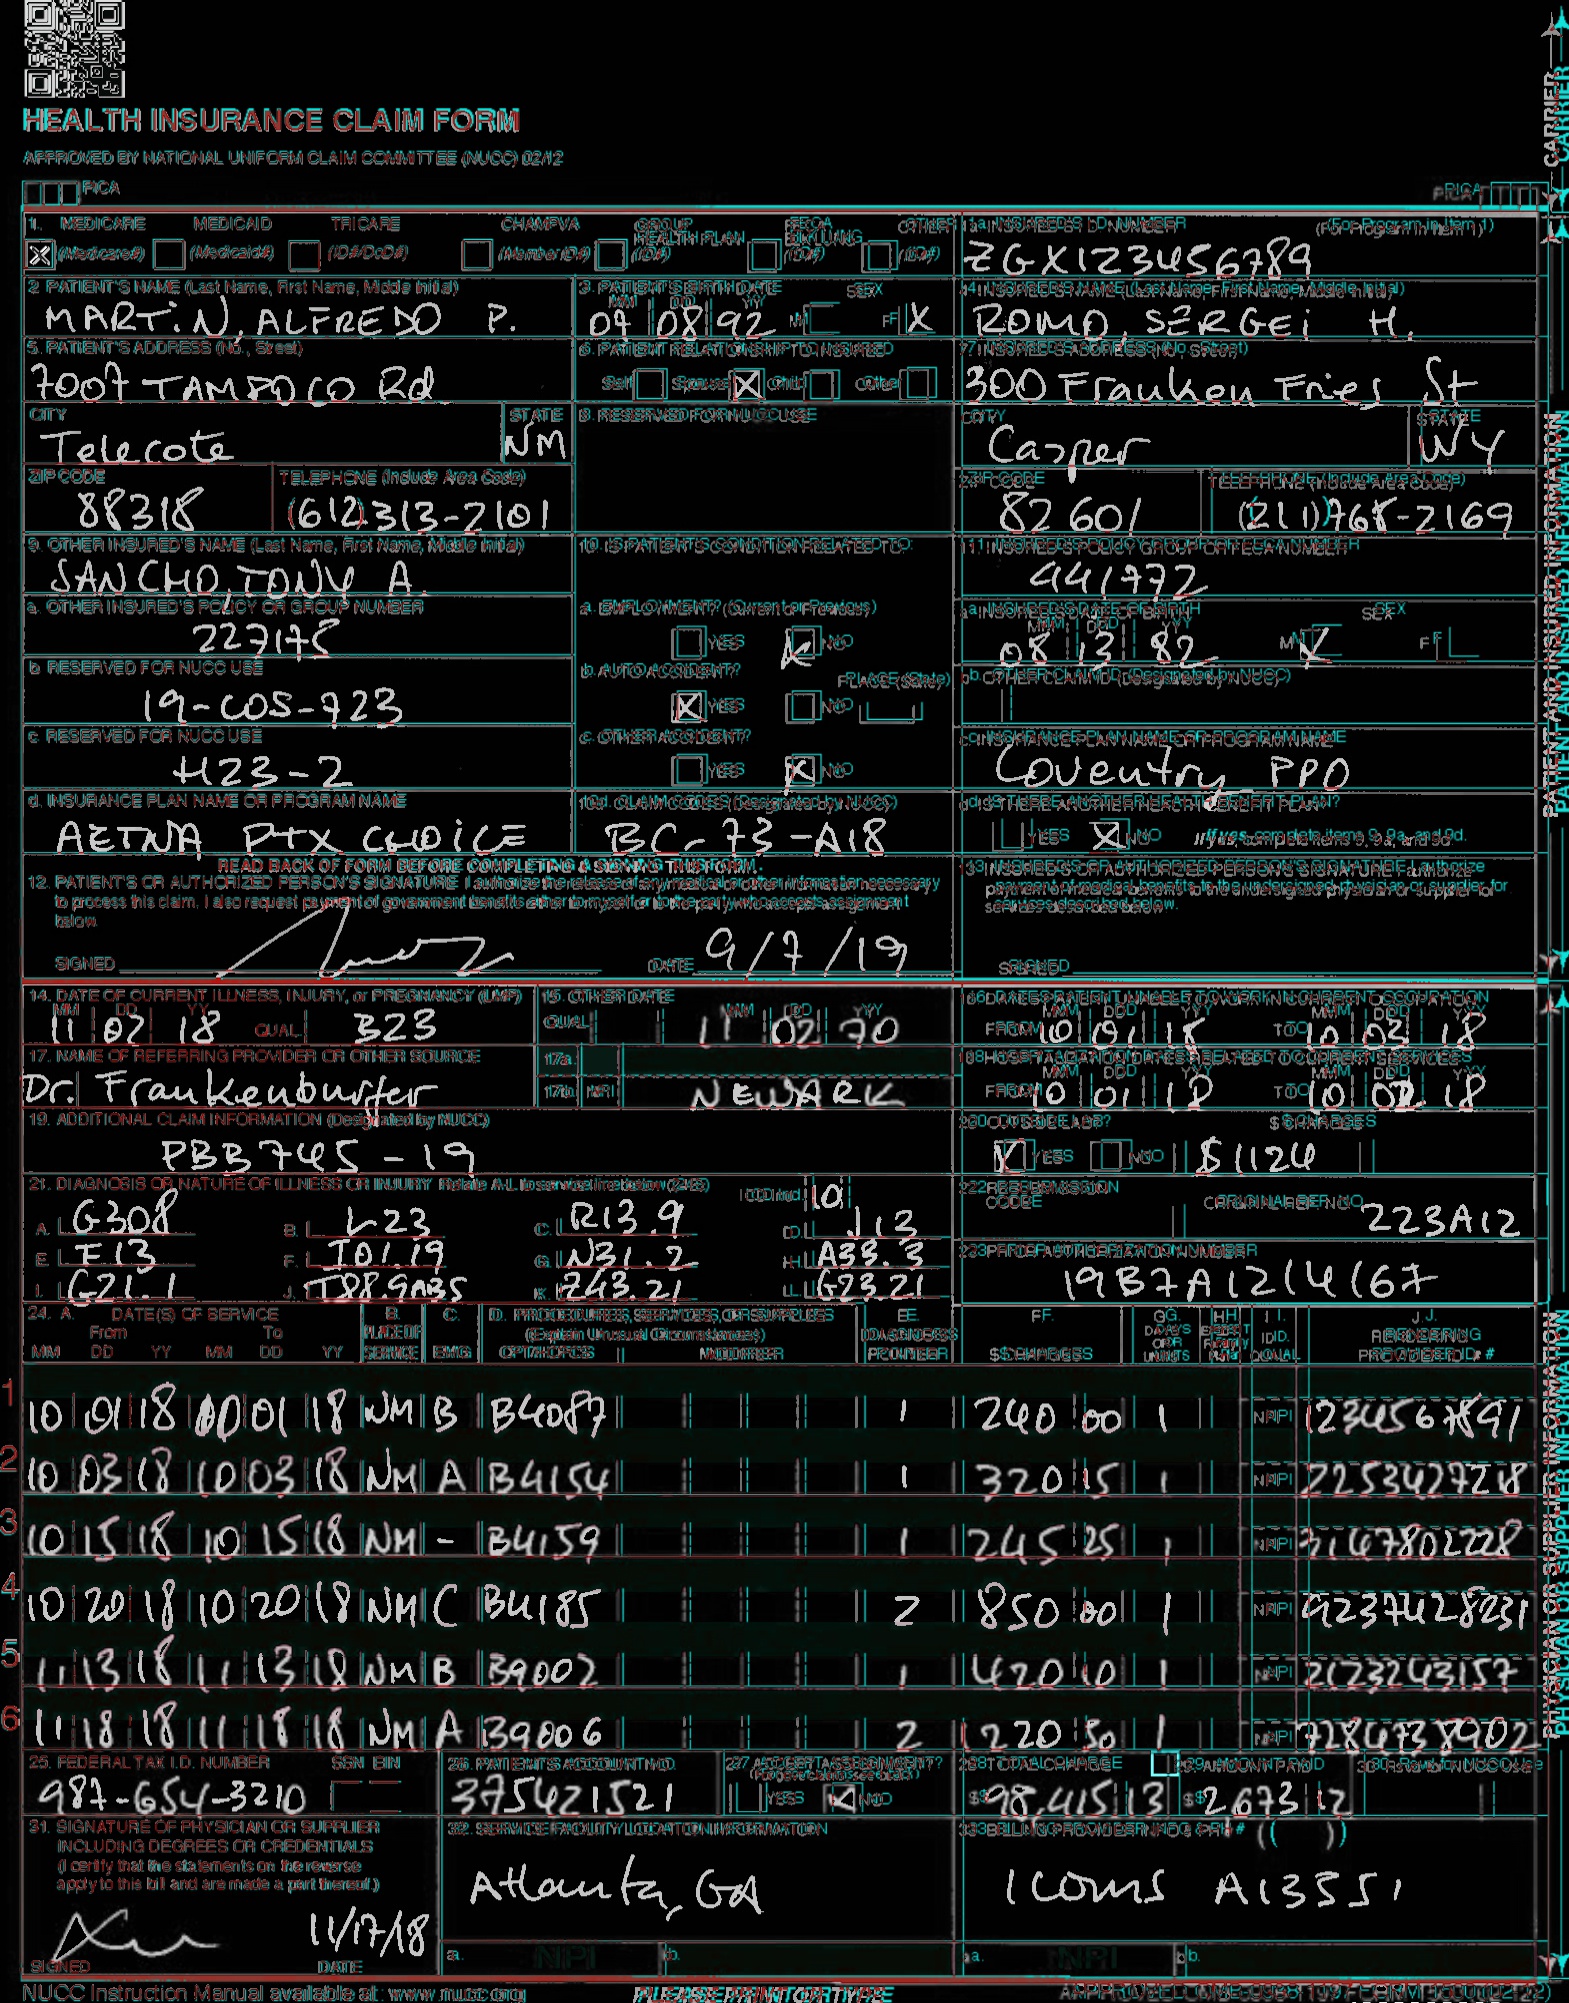 HEALTH INSURANCE CLAIM FORM
APPROVED BY NATIONAL UNIFORM CLAIM COMMITTEE (NUCC) 02/12
PICA PICA
CARRIER
1. MEDICARE MEDICAID TRICARE CHAMPVA GROUP HEALTH PLAN FECA BLK LUNG OTHER
X (Medicare#) (Medicaid#) (ID#/DoD#) (Member ID#) (ID#) (ID#) (ID#)
1a. INSURED'S I.D. NUMBER (For Program in Item 1)
ZGX123456789
2. PATIENT'S NAME (Last Name, First Name, Middle Initial)
MARTiN, ALFREDO P.
3. PATIENT'S BIRTH DATE SEX
MM DD YY
07 08 92 M F X
4. INSURED'S NAME (Last Name, First Name, Middle Initial)
ROMO, SERGEi H.
5. PATIENT'S ADDRESS (No., Street)
7007 TAMPOCO Rd
6. PATIENT RELATIONSHIP TO INSURED
Self Spouse X Child Other
7. INSURED'S ADDRESS (No., Street)
300 Franken Fries St
CITY STATE
Telecote NM
8. RESERVED FOR NUCC USE
CITY STATE
Casper WY
ZIP CODE TELEPHONE (Include Area Code)
88318 (612) 313-2101
ZIP CODE TELEPHONE (Include Area Code)
82601 (211) 768-2169
9. OTHER INSURED'S NAME (Last Name, First Name, Middle Initial)
SANCHO, TONY A.
10. IS PATIENT'S CONDITION RELATED TO:
11. INSURED'S POLICY GROUP OR FECA NUMBER
441772
a. OTHER INSURED'S POLICY OR GROUP NUMBER
227178
a. EMPLOYMENT? (Current or Previous)
YES X NO
a. INSURED'S DATE OF BIRTH SEX
MM DD YY
08 13 82 M X F
b. RESERVED FOR NUCC USE
19-COS-723
b. AUTO ACCIDENT? PLACE (State)
X YES NO
b. OTHER CLAIM ID (Designated by NUCC)
c. RESERVED FOR NUCC USE
H23-2
c. OTHER ACCIDENT?
YES X NO
c. INSURANCE PLAN NAME OR PROGRAM NAME
Coventry PPO
d. INSURANCE PLAN NAME OR PROGRAM NAME
AETNA PTX CHOiCE
10d. CLAIM CODES (Designated by NUCC)
BC-73-A18
d. IS THERE ANOTHER HEALTH BENEFIT PLAN?
YES X NO If yes, complete items 9, 9a, and 9d.
PATIENT AND INSURED INFORMATION
READ BACK OF FORM BEFORE COMPLETING & SIGNING THIS FORM.
12. PATIENT'S OR AUTHORIZED PERSON'S SIGNATURE I authorize the release of any medical or other information necessary
to process this claim. I also request payment of government benefits either to myself or to the party who accepts assignment
below.
SIGNED DATE 9/7/19
13. INSURED'S OR AUTHORIZED PERSON'S SIGNATURE I authorize
payment of medical benefits to the undersigned physician or supplier for
services described below.
SIGNED
14. DATE OF CURRENT ILLNESS, INJURY, or PREGNANCY (LMP)
MM DD YY
11 02 18 QUAL. 323
15. OTHER DATE
QUAL. MM DD YY
11 02 70
16. DATES PATIENT UNABLE TO WORK IN CURRENT OCCUPATION
MM DD YY MM DD YY
FROM 10 01 18 TO 10 03 18
17. NAME OF REFERRING PROVIDER OR OTHER SOURCE
Dr. Frankenburger
17a.
17b. NPI NEWARK
18. HOSPITALIZATION DATES RELATED TO CURRENT SERVICES
MM DD YY MM DD YY
FROM 10 01 18 TO 10 02 18
19. ADDITIONAL CLAIM INFORMATION (Designated by NUCC)
PBB745-19
20. OUTSIDE LAB? $ CHARGES
X YES NO $1124
21. DIAGNOSIS OR NATURE OF ILLNESS OR INJURY Relate A-L to service line below (24E) ICD Ind. 10
A. G308 B. L23 C. R13.9 D. J13
E. F13 F. I01.19 G. N31.2 H. A33.3
I. G21.1 J. T88.9A35 K. Z43.21 L. G23.21
22. RESUBMISSION CODE ORIGINAL REF. NO.
223A12
23. PRIOR AUTHORIZATION NUMBER
19B7A1214167
24. A. DATE(S) OF SERVICE B. C. D. PROCEDURES, SERVICES, OR SUPPLIES E. F. G. H. I. J.
From To PLACE OF (Explain Unusual Circumstances) DIAGNOSIS DAYS OR ID. RENDERING
MM DD YY MM DD YY SERVICE EMG CPT/HCPCS MODIFIER POINTER $ CHARGES UNITS QUAL. PROVIDER ID. #
1 10 01 18 10 01 18 NM B B4087 1 240 00 1 NPI 1234567891
2 10 03 18 10 03 18 NM A B4154 1 320 15 1 NPI 2253427218
3 10 15 18 10 15 18 NM - B4159 1 245 25 1 NPI 3147802228
4 10 20 18 10 20 18 NM C B4185 2 850 00 1 NPI 9237428231
5 11 13 18 11 13 18 NM B B9002 1 420 10 1 NPI 2123243157
6 11 18 18 11 18 18 NM A B9006 2 1220 30 1 NPI 7284738902
25. FEDERAL TAX I.D. NUMBER SSN EIN
987-654-3210
26. PATIENT'S ACCOUNT NO.
375421521
27. ACCEPT ASSIGNMENT?
YES X NO
28. TOTAL CHARGE
$ 98,415 13
29. AMOUNT PAID
$ 2,673 12
30. Rsvd for NUCC Use
31. SIGNATURE OF PHYSICIAN OR SUPPLIER
INCLUDING DEGREES OR CREDENTIALS
(I certify that the statements on the reverse
apply to this bill and are made a part thereof.)
11/17/18
SIGNED DATE
32. SERVICE FACILITY LOCATION INFORMATION
Atlanta, GA
a. NPI b.
33. BILLING PROVIDER INFO & PH # ( )
1COMS A13551
a. NPI b.
PHYSICIAN OR SUPPLIER INFORMATION
NUCC Instruction Manual available at: www.nucc.org PLEASE PRINT OR TYPE